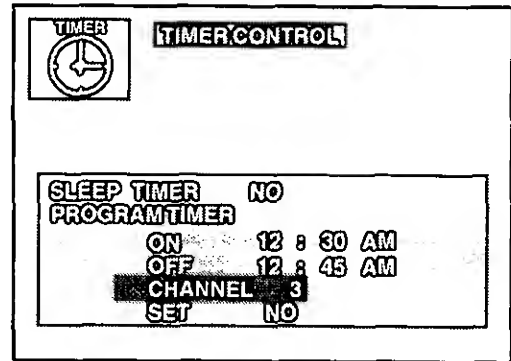 TIMER
TIMER CONTROL
SLEEP TIMER NO
PROGRAM TIMER
ON 12 : 30 AM
OFF 12 : 45 AM
CHANNEL 3
SET NO